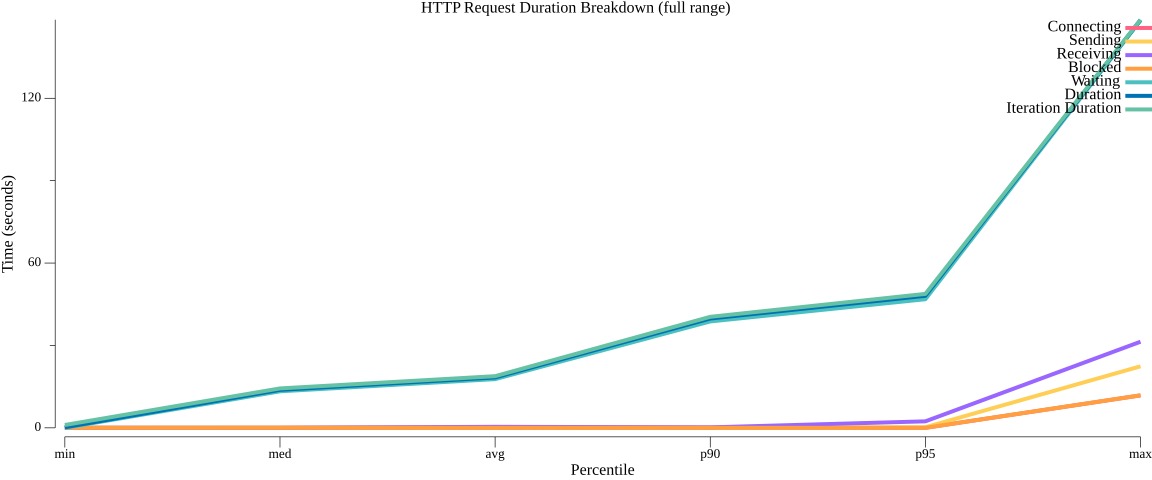 HTTP Request Duration Breakdown (full range)
Connecting
Sending
Receiving
Blocked
Waiting
Duration
Iteration Duration
Time (seconds)
120
60
0
min med avg p90 p95 max
Percentile